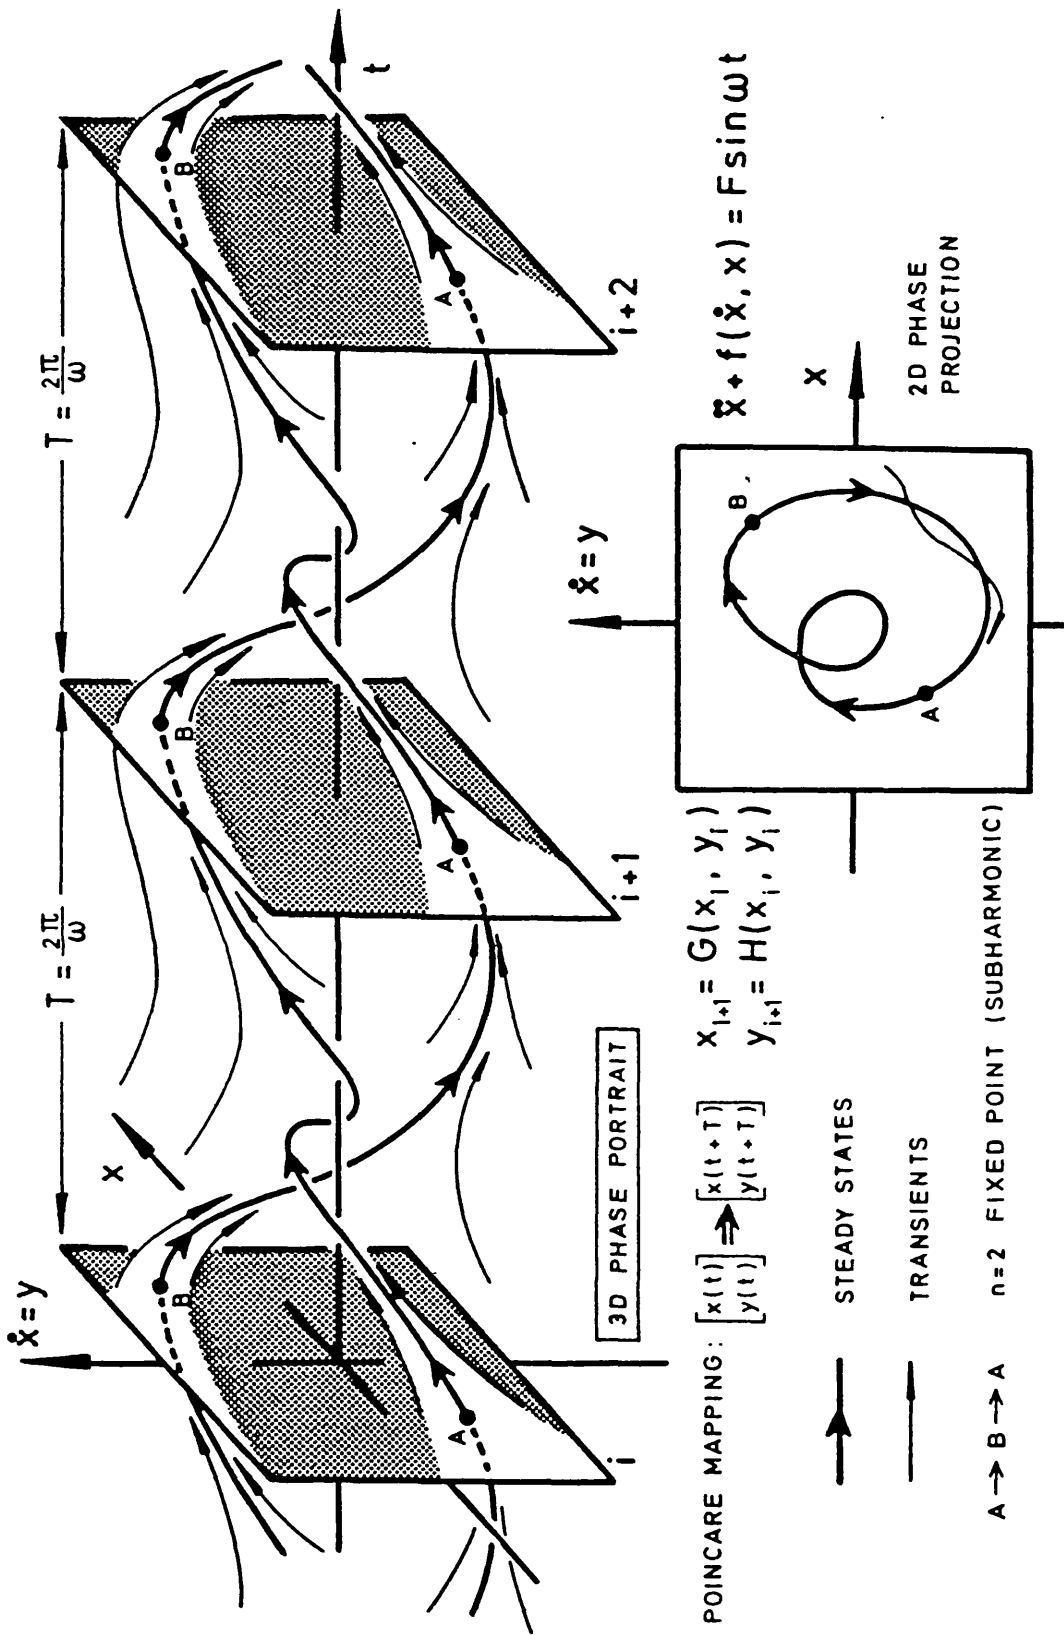 ẋ=y
T = 2π/ω
T = 2π/ω
x
t
B
B
B
A
A
A
i
i+1
i+2
3D PHASE PORTRAIT
POINCARE MAPPING: [x(t) y(t)] ⇒ [x(t+T) y(t+T)]
x_{i+1} = G(x_i, y_i)
y_{i+1} = H(x_i, y_i)
ẍ + f(ẋ, x) = F sin ωt
STEADY STATES
TRANSIENTS
A → B → A n=2 FIXED POINT (SUBHARMONIC)
ẋ=y
x
A
B
2D PHASE
PROJECTION